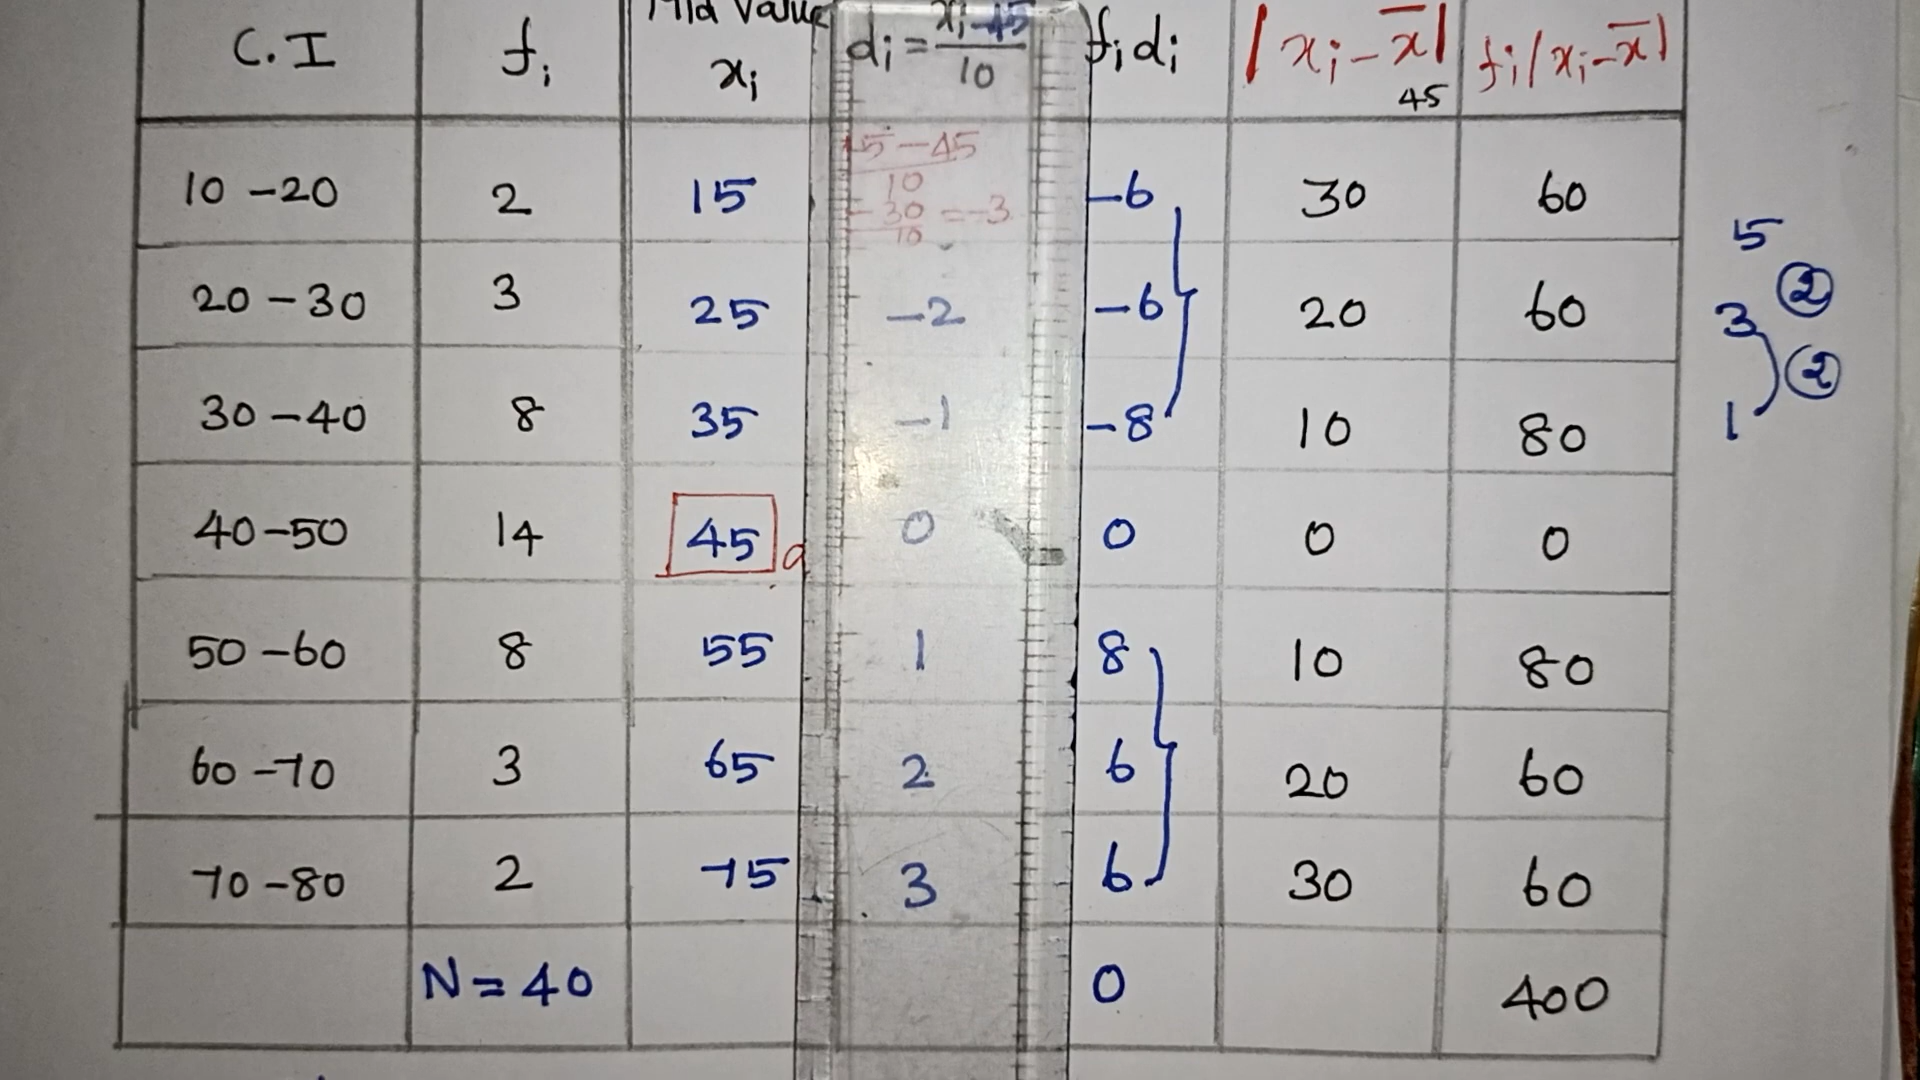 C.I fᵢ Mid Value xᵢ dᵢ = xᵢ-45/10 fᵢdᵢ |xᵢ-x̄| 45 fᵢ|xᵢ-x̄|
10-20 2 15 15-45/10 -30/10 = -3 -6 30 60
20-30 3 25 -2 -6 20 60
30-40 8 35 -1 -8 10 80
40-50 14 45 a 0 0 0 0
50-60 8 55 1 8 10 80
60-70 3 65 2 6 20 60
70-80 2 75 3 6 30 60
N = 40 0 400
5
2
3
2
1